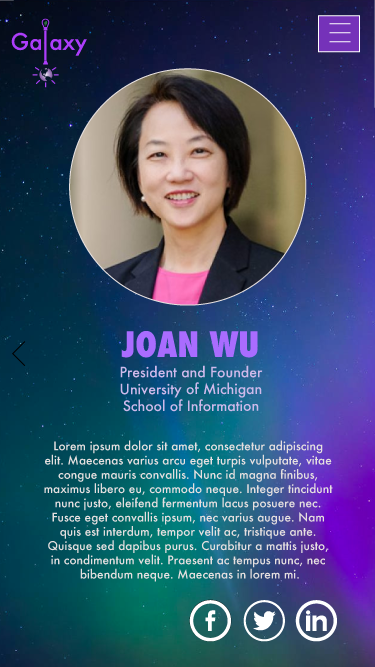 Galaxy
JOAN WU
President and Founder
University of Michigan
School of Information
Lorem ipsum dolor sit amet, consectetur adipiscing
elit. Maecenas varius arcu eget turpis vulputate, vitae
congue mauris convallis. Nunc id magna finibus,
maximus libero eu, commodo neque. Integer tincidunt
nunc justo, eleifend fermentum lacus posuere nec.
Fusce eget convallis ipsum, nec varius augue. Nam
quis est interdum, tempor velit ac, tristique ante.
Quisque sed dapibus purus. Curabitur a mattis justo,
in condimentum velit. Praesent ac tempus nunc, nec
bibendum neque. Maecenas in lorem mi.
f in